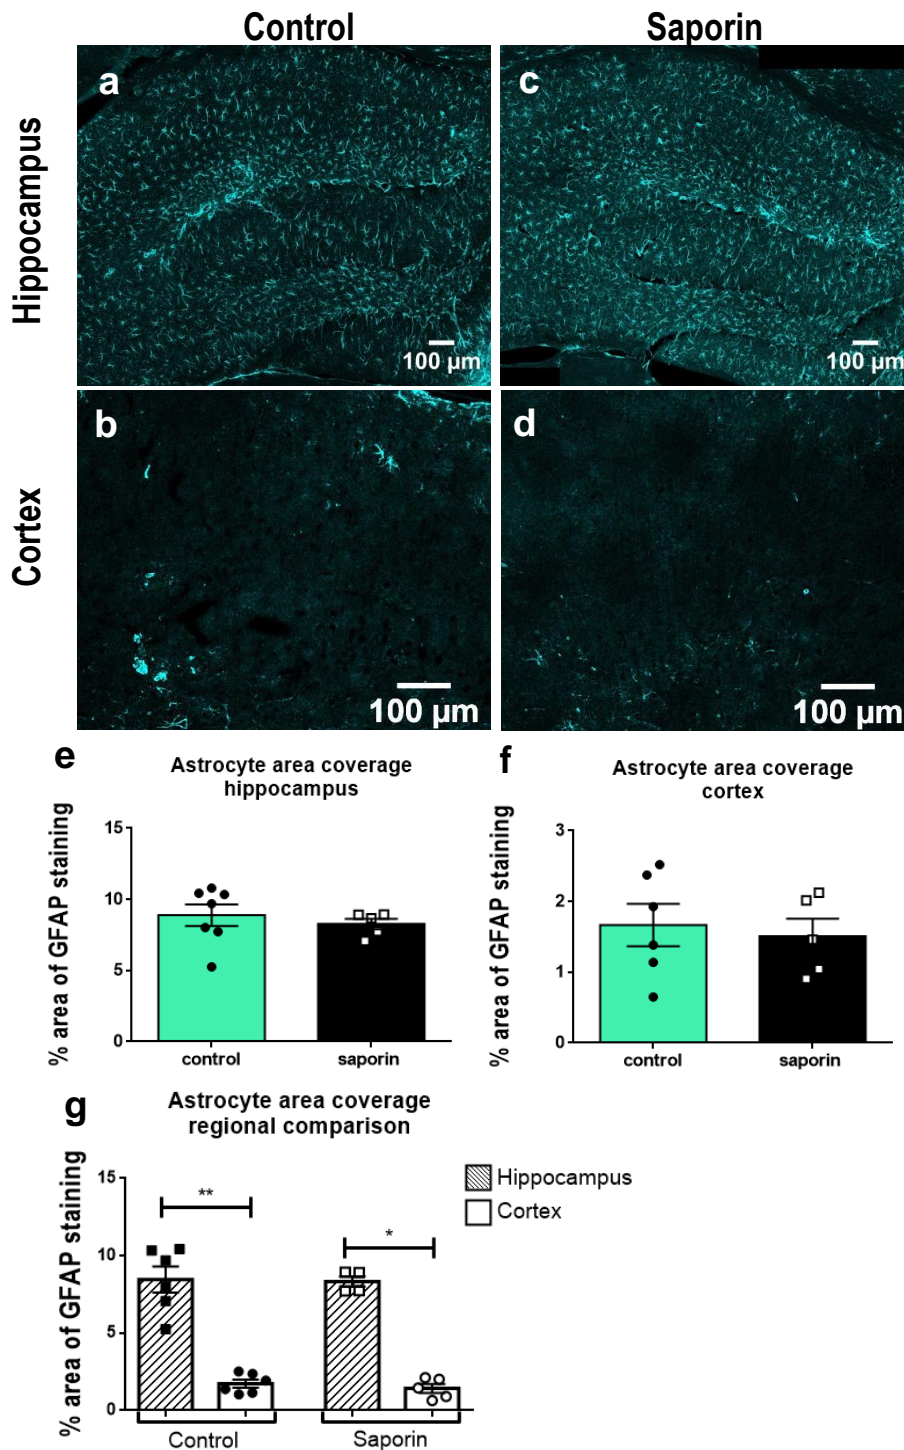 Control
Saporin
Hippocampus
a
100 µm
c
100 µm
Cortex
b
100 µm
d
100 µm
e
Astrocyte area coverage
hippocampus
% area of GFAP staining
15
10
5
0
control
saporin
f
Astrocyte area coverage
cortex
% area of GFAP staining
3
2
1
0
control
saporin
g
Astrocyte area coverage
regional comparison
% area of GFAP staining
15
10
5
0
**
*
Hippocampus
Cortex
Control
Saporin